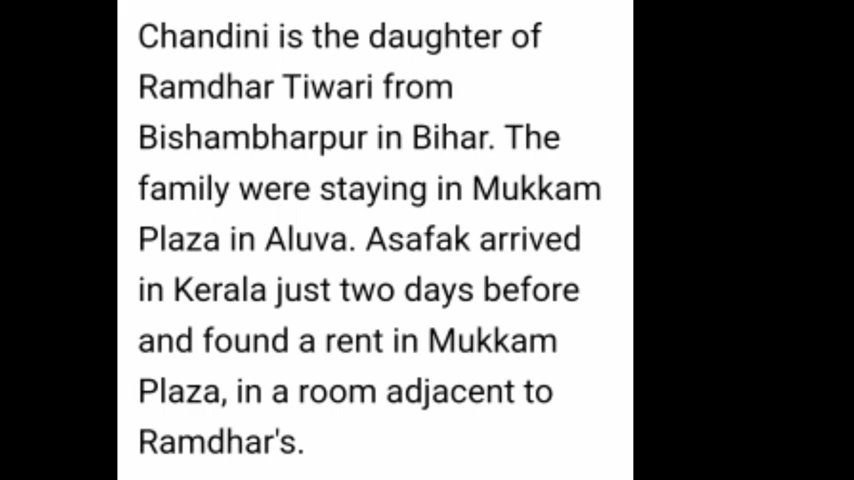 Chandini is the daughter of
Ramdhar Tiwari from
Bishambharpur in Bihar. The
family were staying in Mukkam
Plaza in Aluva. Asafak arrived
in Kerala just two days before
and found a rent in Mukkam
Plaza, in a room adjacent to
Ramdhar's.